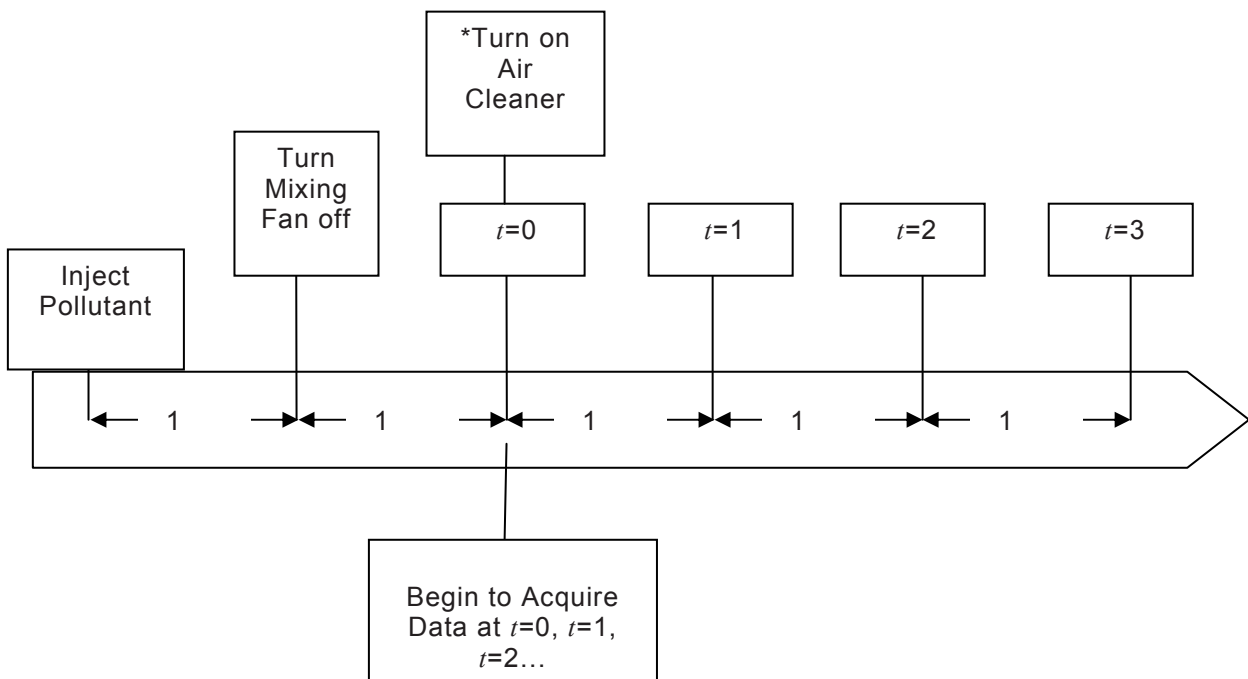 *Turn on
Air
Cleaner
Turn
Mixing
Fan off
t=0
t=1
t=2
t=3
Inject
Pollutant
1
1
1
1
1
Begin to Acquire
Data at t=0, t=1,
t=2…